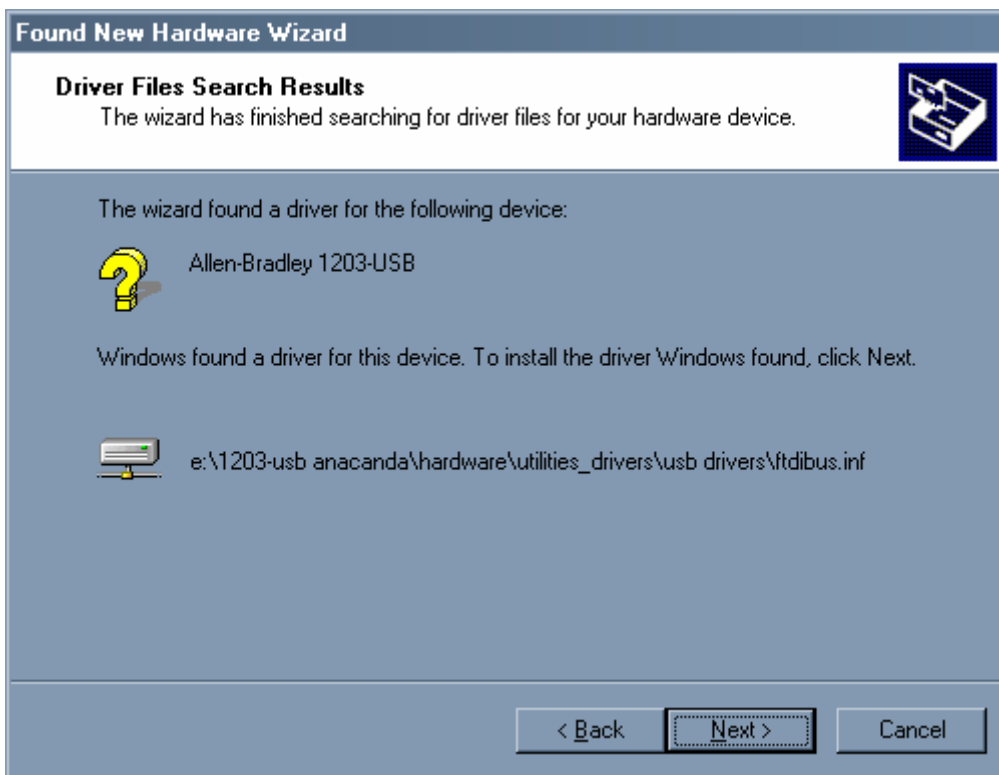 Found New Hardware Wizard
Driver Files Search Results
The wizard has finished searching for driver files for your hardware device.
The wizard found a driver for the following device:
Allen-Bradley 1203-USB
Windows found a driver for this device. To install the driver Windows found, click Next.
e:\1203-usb anacanda\hardware\utilities_drivers\usb drivers\ftdibus.inf
< Back
Next >
Cancel